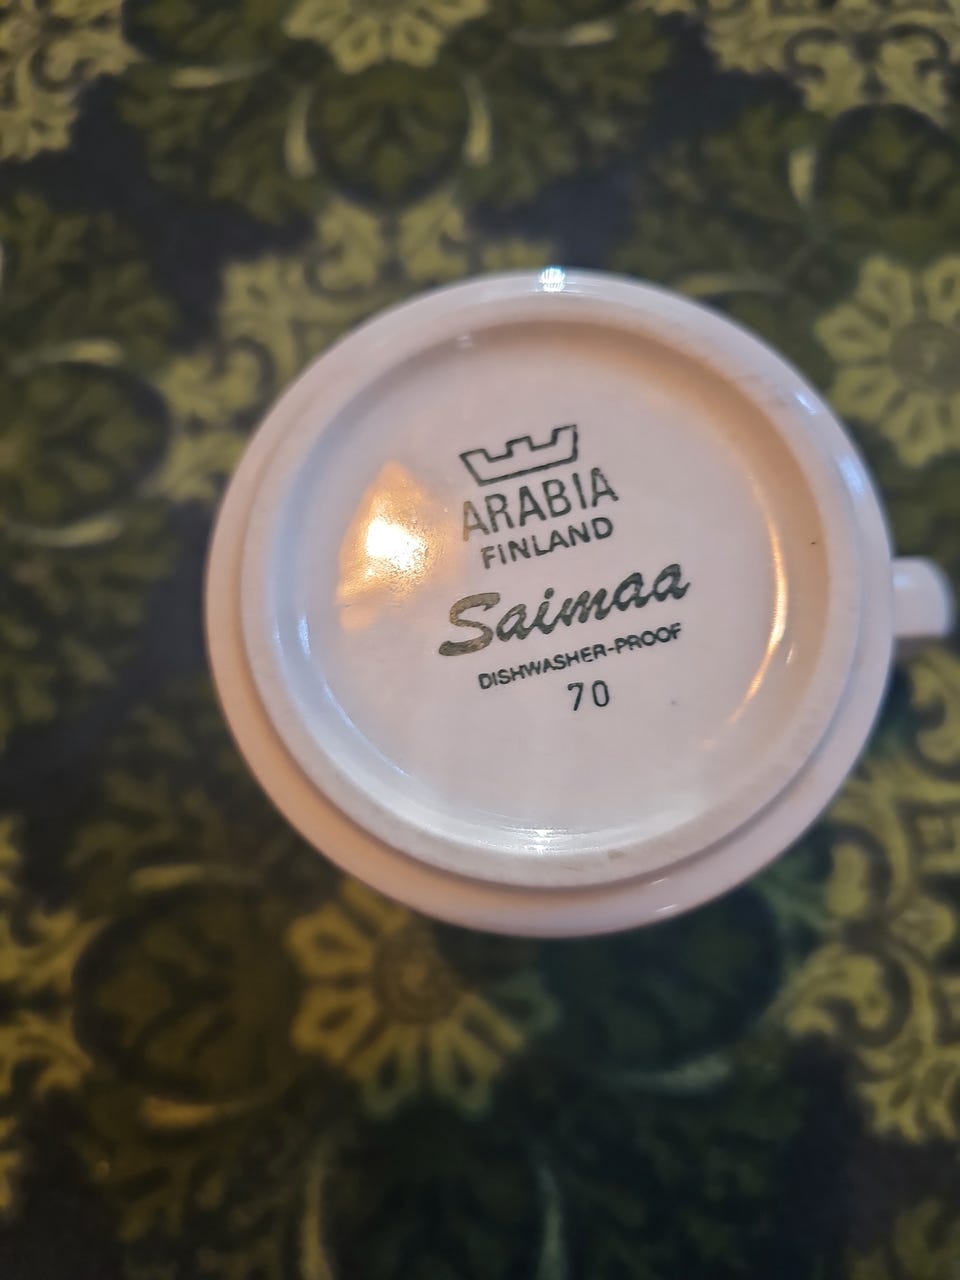 ARABIA
FINLAND
Saimaa
DISHWASHER-PROOF
70